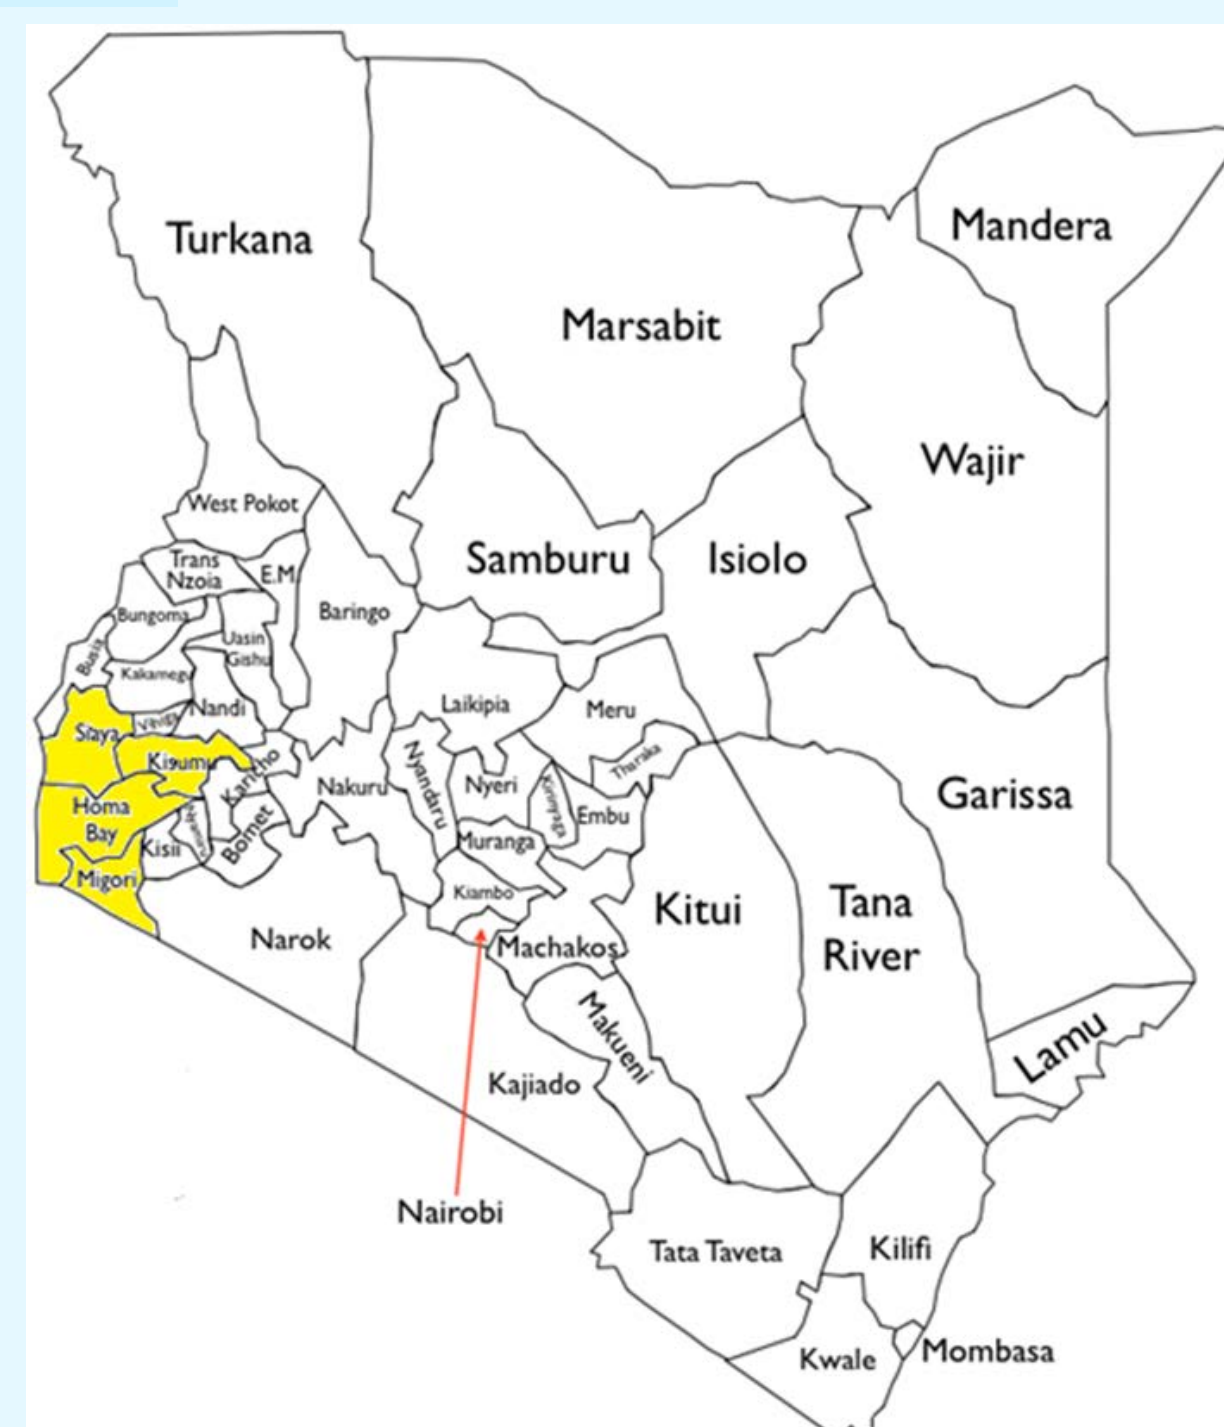 Turkana
Mandera
Marsabit
Wajir
West Pokot
Samburu
Isiolo
Trans
Nzoia
E.M.
Baringo
Bungoma
Uasin
Gishu
Busia
Kakamega
Laikipia
Meru
Nandi
Vihiga
Siaya
Kisumu
Karicho
Tharaka
Nyandaru
Nyeri
Kirinyaga
Nakuru
Garissa
Homa
Bay
Embu
Bomet
Muranga
Kisii
Migori
Kiambo
Kitui
Tana
River
Narok
Machakos
Makueni
Lamu
Kajiado
Nairobi
Tata Taveta
Kilifi
Kwale
Mombasa